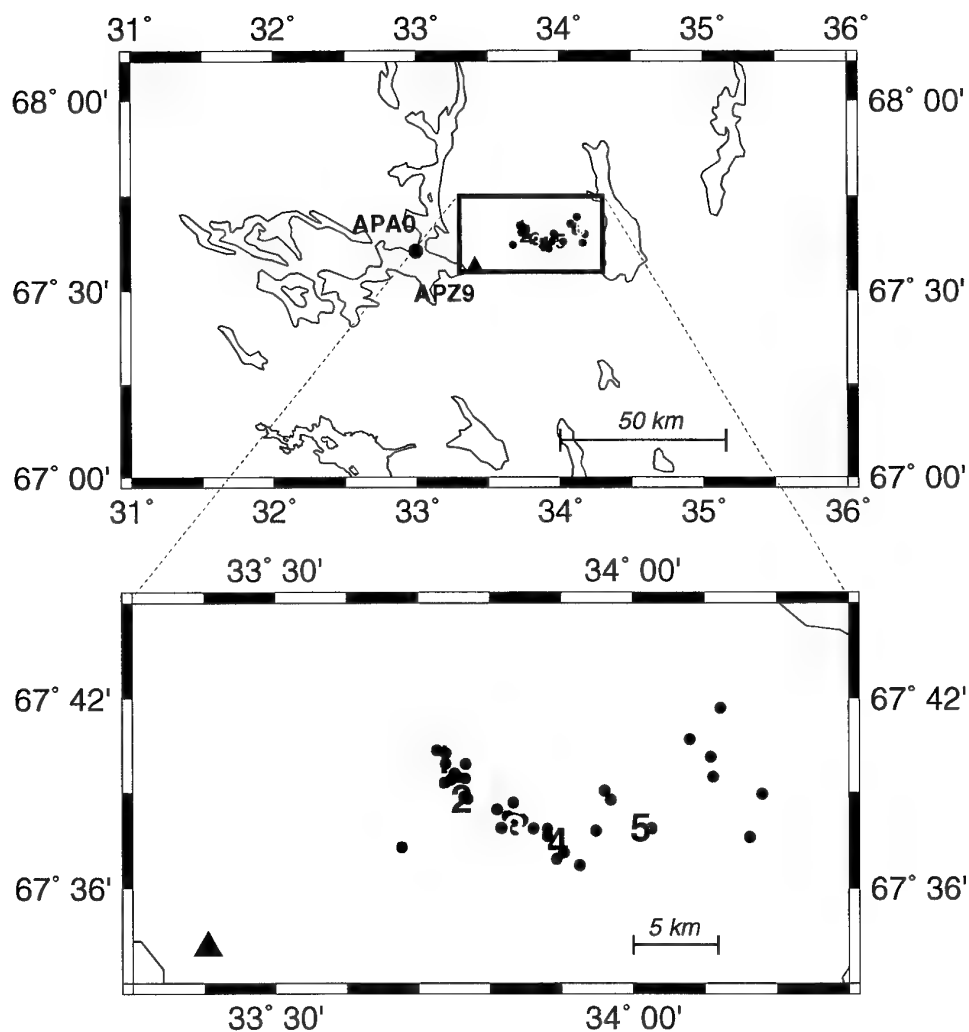 31° 32° 33° 34° 35° 36°
68° 00' 68° 00'
APA0
67° 30' 67° 30'
APZ9
50 km
67° 00' 67° 00'
31° 32° 33° 34° 35° 36°
33° 30' 34° 00'
67° 42' 67° 42'
2
4 5
67° 36' 67° 36'
5 km
33° 30' 34° 00'